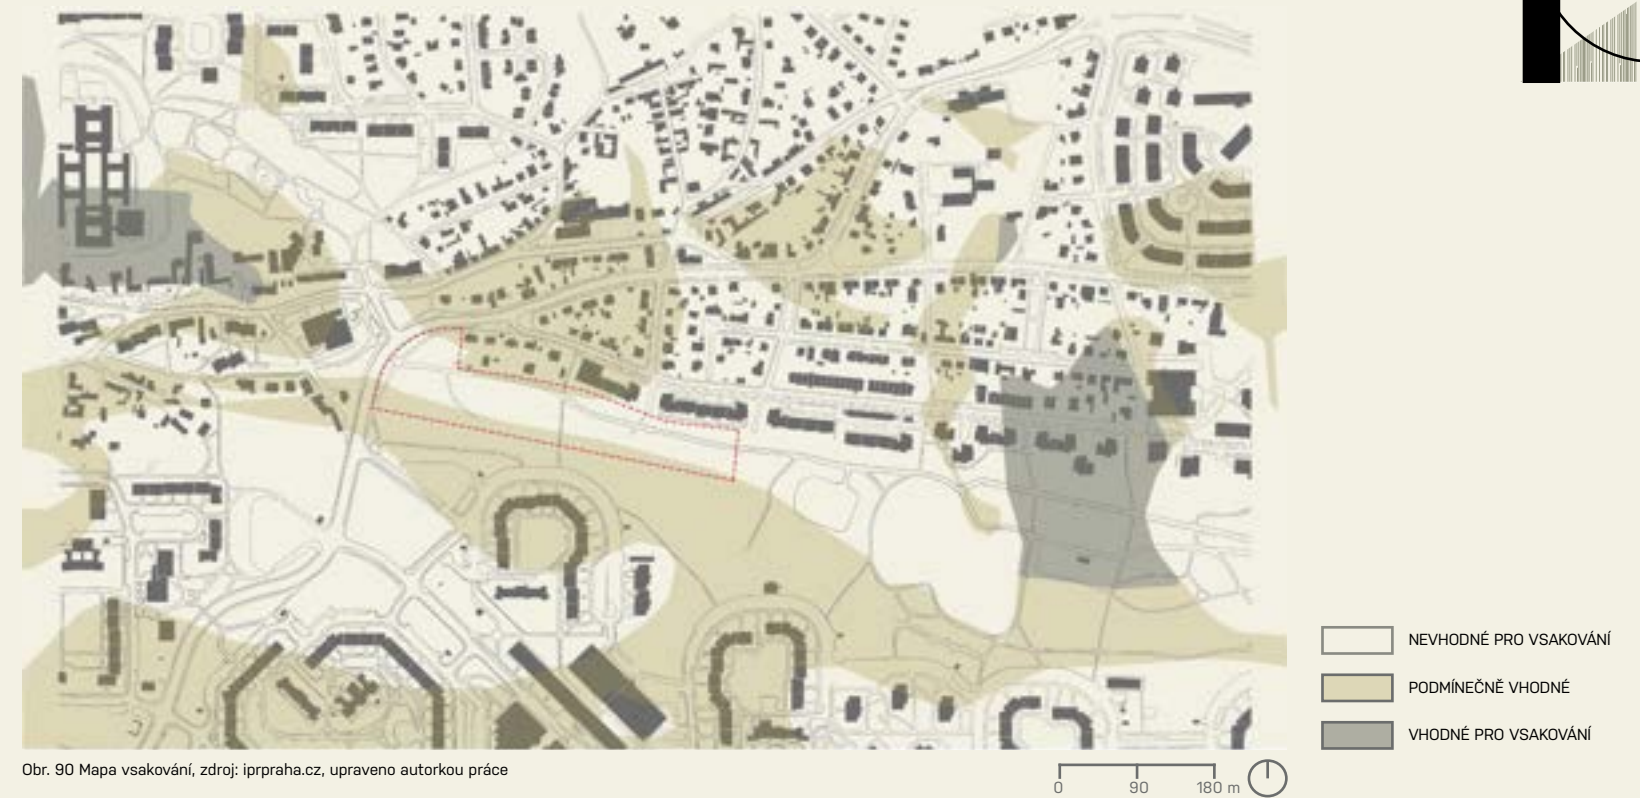 NEVHODNÉ PRO VSAKOVÁNÍ
PODMÍNEČNĚ VHODNÉ
VHODNÉ PRO VSAKOVÁNÍ
Obr. 90 Mapa vsakování, zdroj: iprpraha.cz, upraveno autorkou práce
0 90 180 m